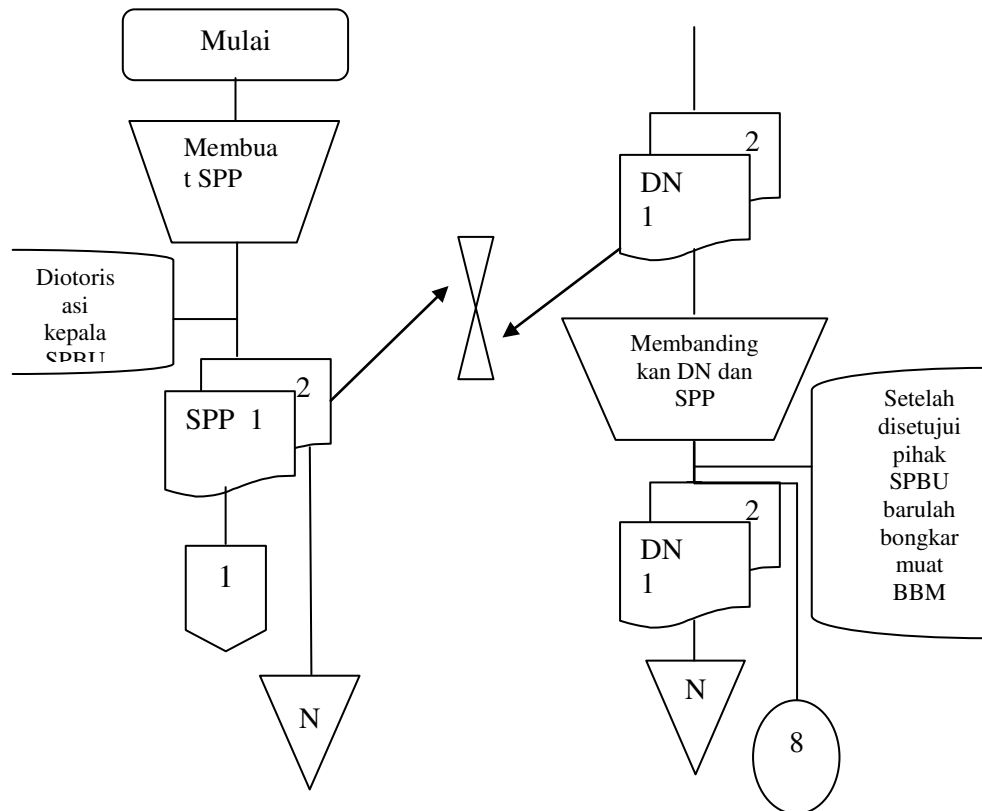 Mulai
Membua
t SPP
Diotoris
asi
kepala
SPBU
2
SPP 1
1
N
2
DN
1
Membanding
kan DN dan
SPP
Setelah
disetujui
pihak
SPBU
barulah
bongkar
muat
BBM
2
DN
1
N
8